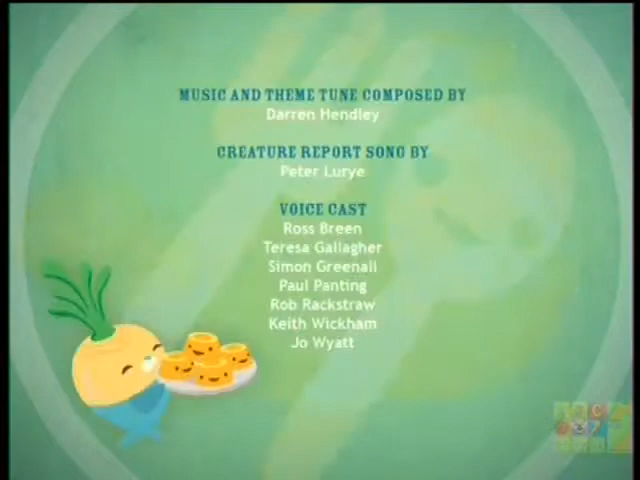 MUSIC AND THEME TUNE COMPOSED BY
Darren Hendley
CREATURE REPORT SONG BY
Peter Lurye
VOICE CAST
Ross Breen
Teresa Gallagher
Simon Greenall
Paul Panting
Rob Rackstraw
Keith Wickham
Jo Wyatt